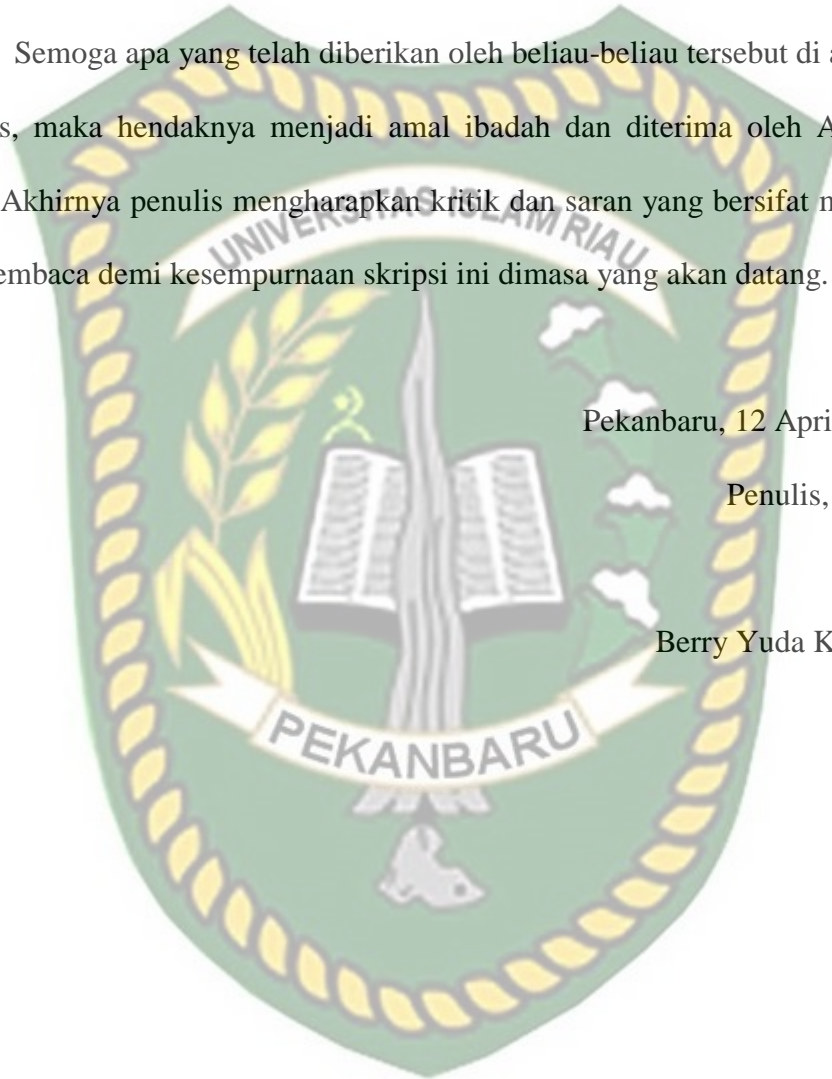 Semoga apa yang telah diberikan oleh beliau-beliau tersebut di a
s, maka hendaknya menjadi amal ibadah dan diterima oleh A
Akhirnya penulis mengharapkan kritik dan saran yang bersifat m
embaca demi kesempurnaan skripsi ini dimasa yang akan datang.
UNIVERSITAS ISLAM RIAU
Pekanbaru, 12 Apri
Penulis,
Berry Yuda K
PEKANBARU